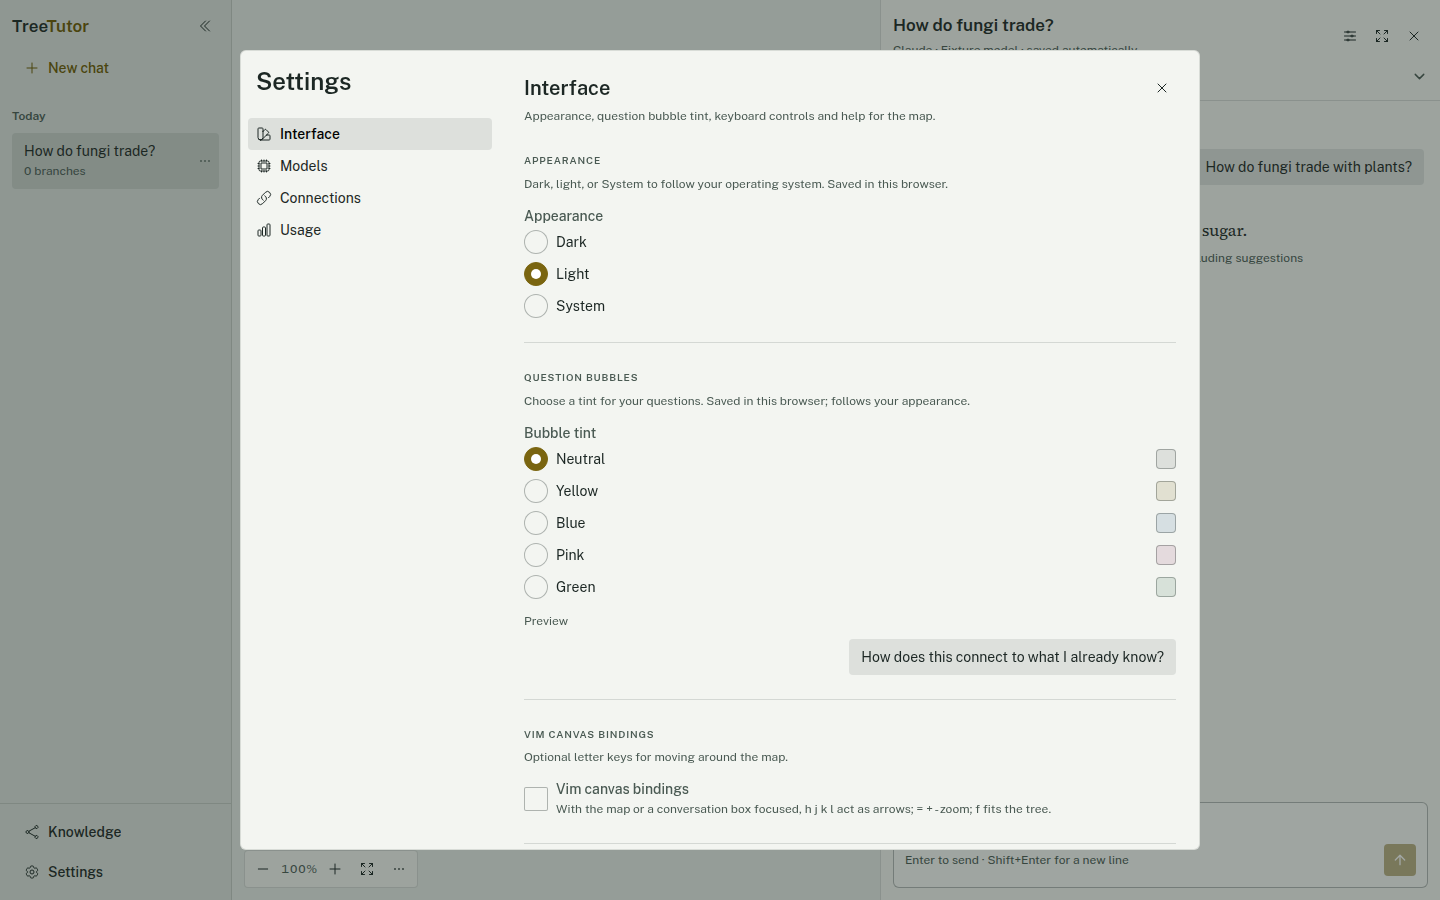 TreeTutor
New chat
Today
How do fungi trade?
0 branches
Knowledge
Settings
Settings
Interface
Models
Connections
Usage
Interface
Appearance, question bubble tint, keyboard controls and help for the map.
APPEARANCE
Dark, light, or System to follow your operating system. Saved in this browser.
Appearance
Dark
Light
System
QUESTION BUBBLES
Choose a tint for your questions. Saved in this browser; follows your appearance.
Bubble tint
Neutral
Yellow
Blue
Pink
Green
Preview
How does this connect to what I already know?
VIM CANVAS BINDINGS
Optional letter keys for moving around the map.
Vim canvas bindings
With the map or a conversation box focused, h j k l act as arrows; = + - zoom; f fits the tree.
100%
How do fungi trade?
Claude · Fixture model · saved automatically
How do fungi trade with plants?
sugar.
suggestions
Enter to send · Shift+Enter for a new line